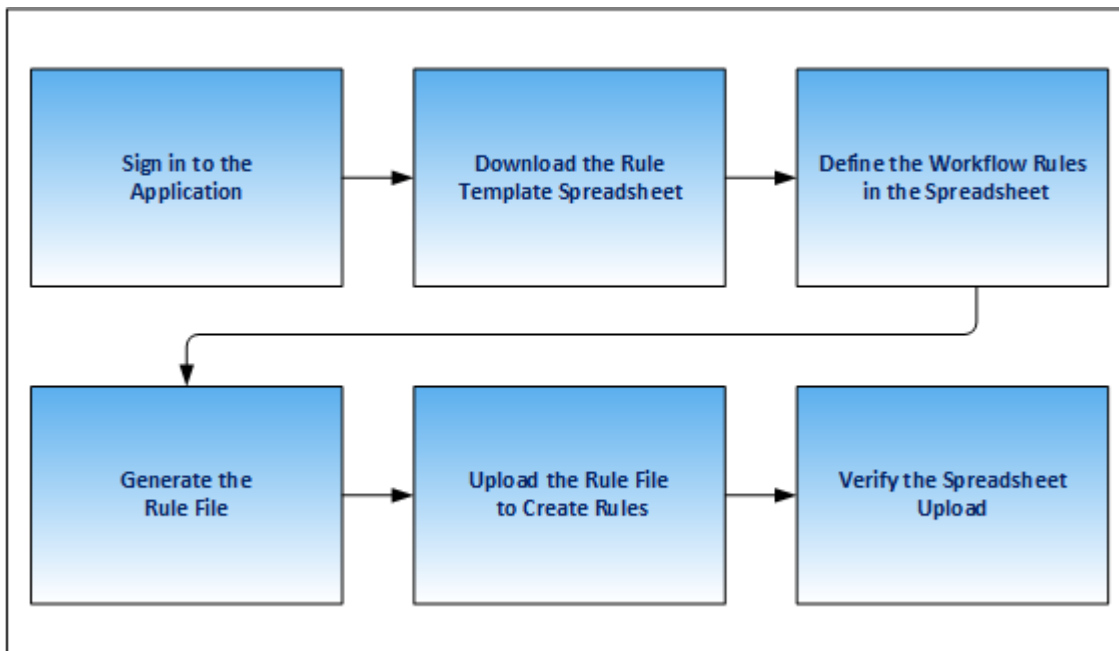 Sign in to the
Application
Download the Rule
Template Spreadsheet
Define the Workflow Rules
in the Spreadsheet
Generate the
Rule File
Upload the Rule File
to Create Rules
Verify the Spreadsheet
Upload